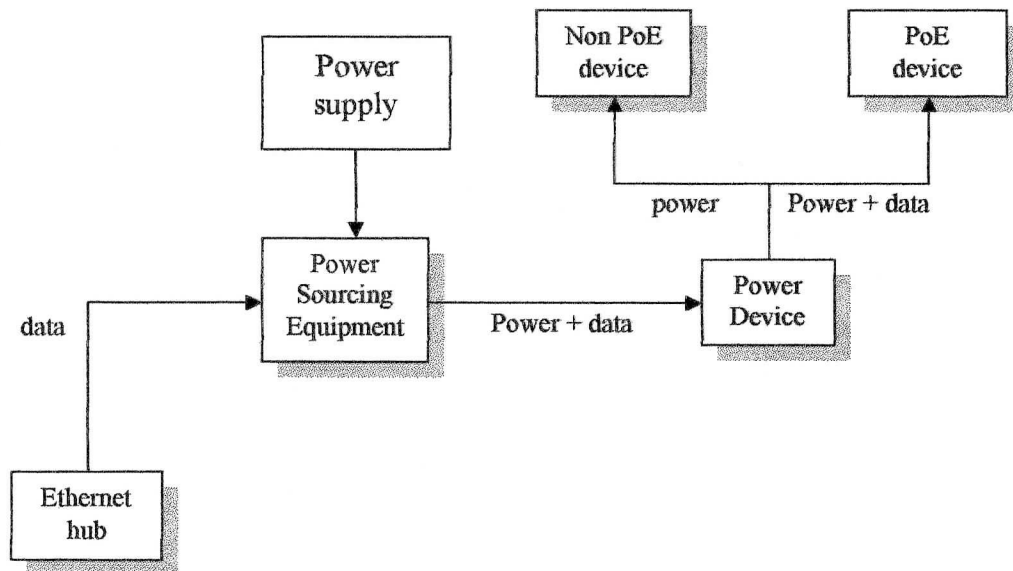 Non PoE
device
PoE
device
Power
supply
power
Power + data
Power
Sourcing
Equipment
Power
Device
data
Power + data
Ethernet
hub